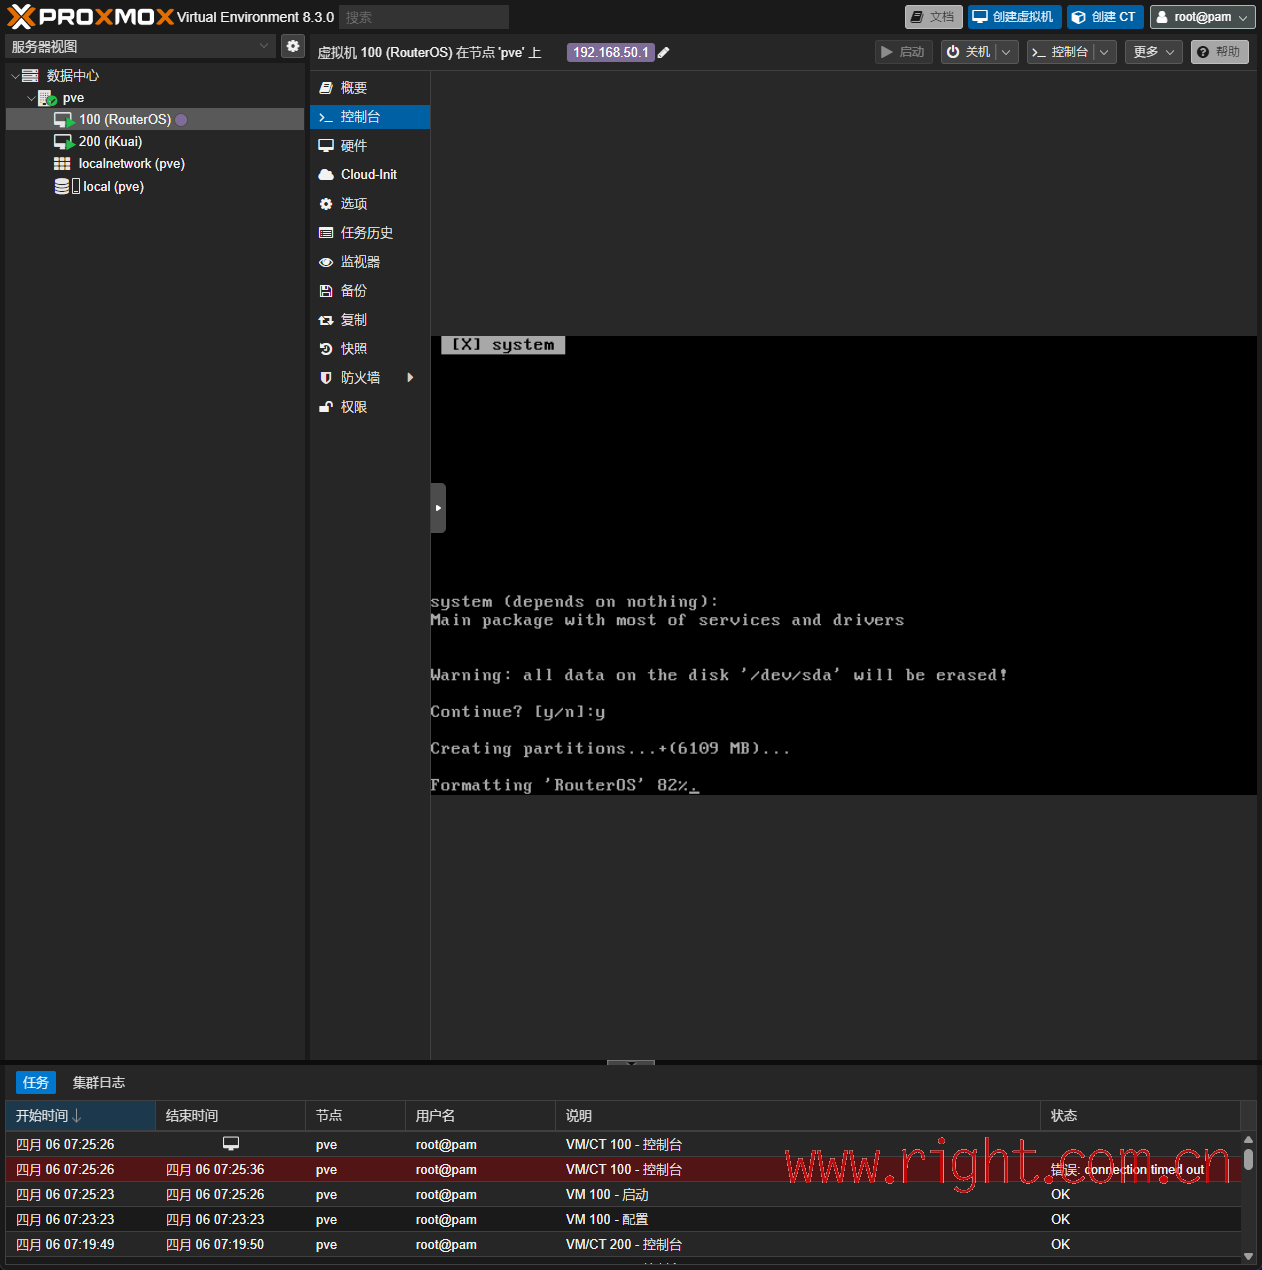 PROXMOX Virtual Environment 8.3.0 搜索 文档 创建虚拟机 创建 CT root@pam
服务器视图
虚拟机 100 (RouterOS) 在节点 'pve' 上 192.168.50.1 启动 关机 控制台 更多 帮助
数据中心
pve
100 (RouterOS)
200 (iKuai)
localnetwork (pve)
local (pve)
概要
控制台
硬件
Cloud-Init
选项
任务历史
监视器
备份
复制
快照
防火墙
权限
[X] system
system (depends on nothing):
Main package with most of services and drivers
Warning: all data on the disk '/dev/sda' will be erased!
Continue? [y/n]:y
Creating partitions...+(6109 MB)...
Formatting 'RouterOS' 82%.
任务 集群日志
开始时间 结束时间 节点 用户名 说明 状态
四月 06 07:25:26 pve root@pam VM/CT 100 - 控制台
四月 06 07:25:26 四月 06 07:25:36 pve root@pam VM/CT 100 - 控制台 错误: connection timed out
四月 06 07:25:23 四月 06 07:25:26 pve root@pam VM 100 - 启动 OK
四月 06 07:23:23 四月 06 07:23:23 pve root@pam VM 100 - 配置 OK
四月 06 07:19:49 四月 06 07:19:50 pve root@pam VM/CT 200 - 控制台 OK
www.right.com.cn